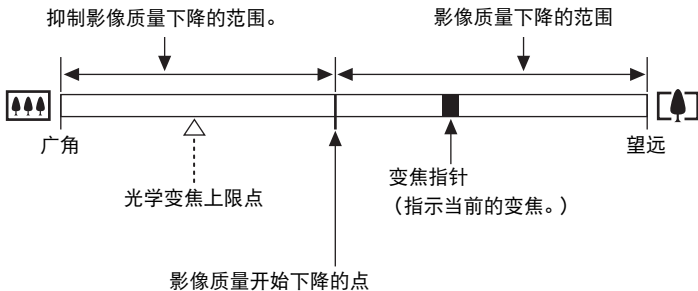 抑制影像质量下降的范围。
影像质量下降的范围
广角
望远
光学变焦上限点
变焦指针
（指示当前的变焦。）
影像质量开始下降的点